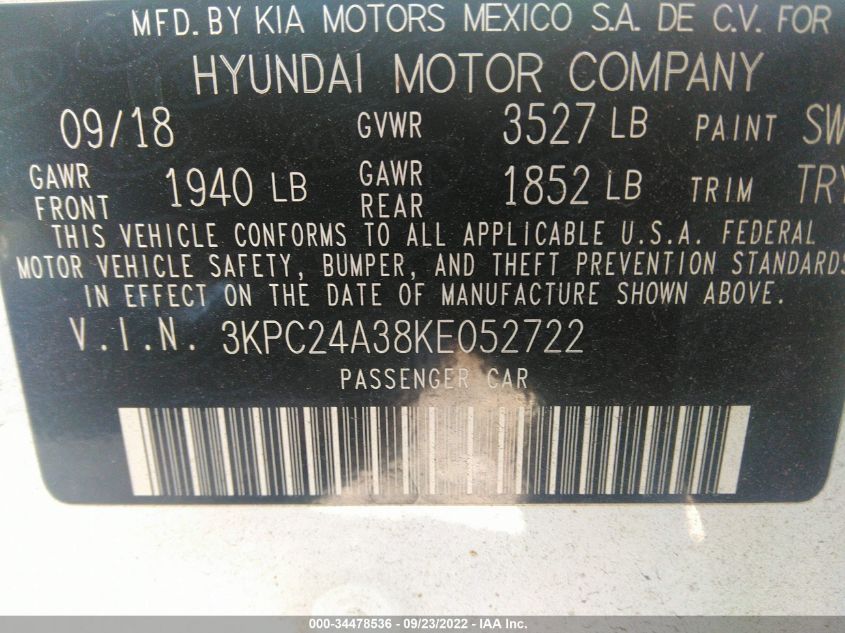 MFD. BY KIA MOTORS MEXICO S.A. DE C.V. FOR
HYUNDAI MOTOR COMPANY
09/18 GVWR 3527 LB PAINT SW
GAWR FRONT 1940 LB GAWR REAR 1852 LB TRIM TRY
THIS VEHICLE CONFORMS TO ALL APPLICABLE U.S.A. FEDERAL
MOTOR VEHICLE SAFETY, BUMPER, AND THEFT PREVENTION STANDARDS
IN EFFECT ON THE DATE OF MANUFACTURE SHOWN ABOVE.
V.I.N. 3KPC24A38KE052722
PASSENGER CAR
000-34478536 - 09/23/2022 - IAA Inc.